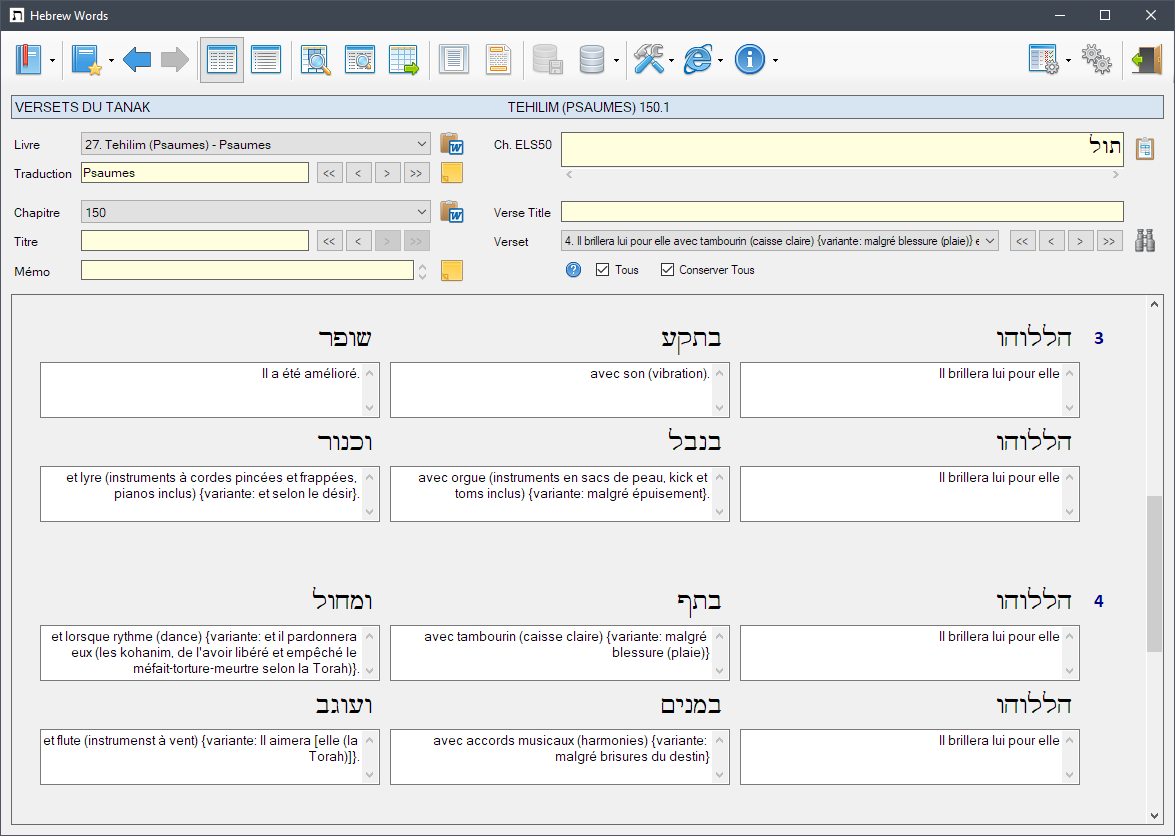 Hebrew Words
VERSETS DU TANAK
TEHILIM (PSAUMES) 150.1
Livre
27. Tehilim (Psaumes) - Psaumes
Ch. ELS50
תול
Traduction
Psaumes
<< < > >>
Chapitre
150
Verse Title
Titre
<< < > >>
Verset
4. Il brillera lui pour elle avec tambourin (caisse claire) {variante: malgré blessure (plaie)} e
<< < > >>
Mémo
Tous
Conserver Tous
3
הללוהו
בתקע
שופר
Il brillera lui pour elle
avec son (vibration).
Il a été amélioré.
הללוהו
בנבל
וכנור
Il brillera lui pour elle
avec orgue (instruments en sacs de peau, kick et
toms inclus) {variante: malgré épuisement}.
et lyre (instruments à cordes pincées et frappées,
pianos inclus) {variante: et selon le désir}.
4
הללוהו
בתף
ומחול
Il brillera lui pour elle
avec tambourin (caisse claire) {variante: malgré
blessure (plaie)}
et lorsque rythme (dance) {variante: et il pardonnera
eux (les kohanim, de l'avoir libéré et empêché le
méfait-torture-meurtre selon la Torah)}.
הללוהו
במנים
ועוגב
Il brillera lui pour elle
avec accords musicaux (harmonies) {variante:
malgré brisures du destin}
et flute (instrumenst à vent) {variante: Il aimera [elle (la
Torah)]}.